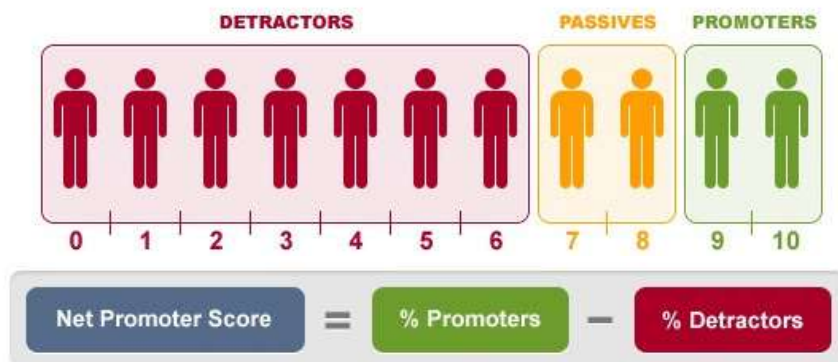 DETRACTORS PASSIVES PROMOTERS
0 1 2 3 4 5 6 7 8 9 10
Net Promoter Score = % Promoters − % Detractors